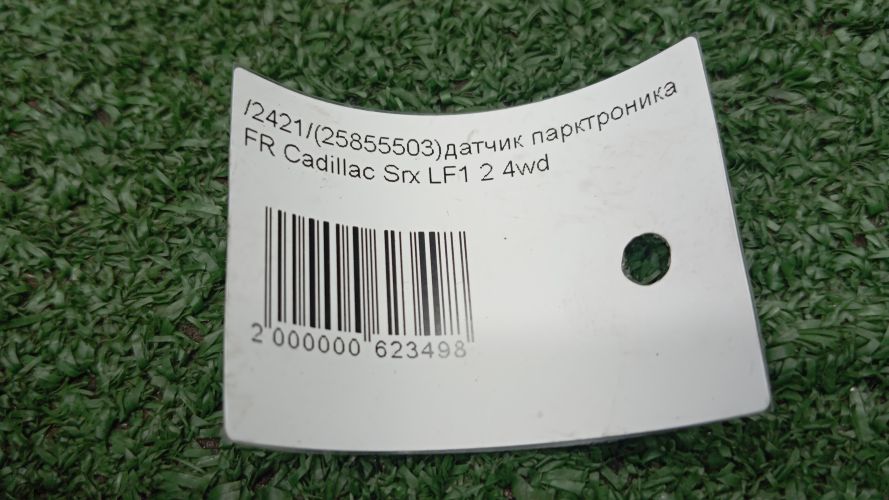 /2421/(25855503)датчик парктроника
FR Cadillac Srx LF1 2 4wd
2 000000 623498